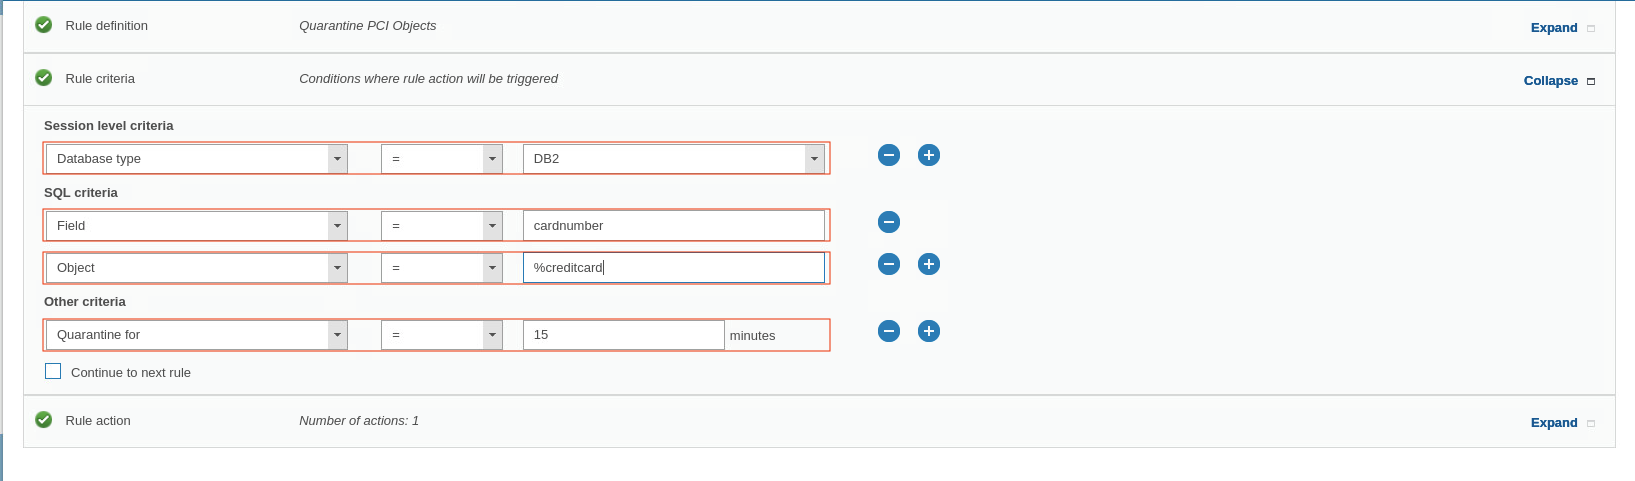 Rule definition Quarantine PCI Objects Expand
Rule criteria Conditions where rule action will be triggered Collapse
Session level criteria
Database type = DB2
SQL criteria
Field = cardnumber
Object = %creditcard
Other criteria
Quarantine for = 15 minutes
Continue to next rule
Rule action Number of actions: 1 Expand